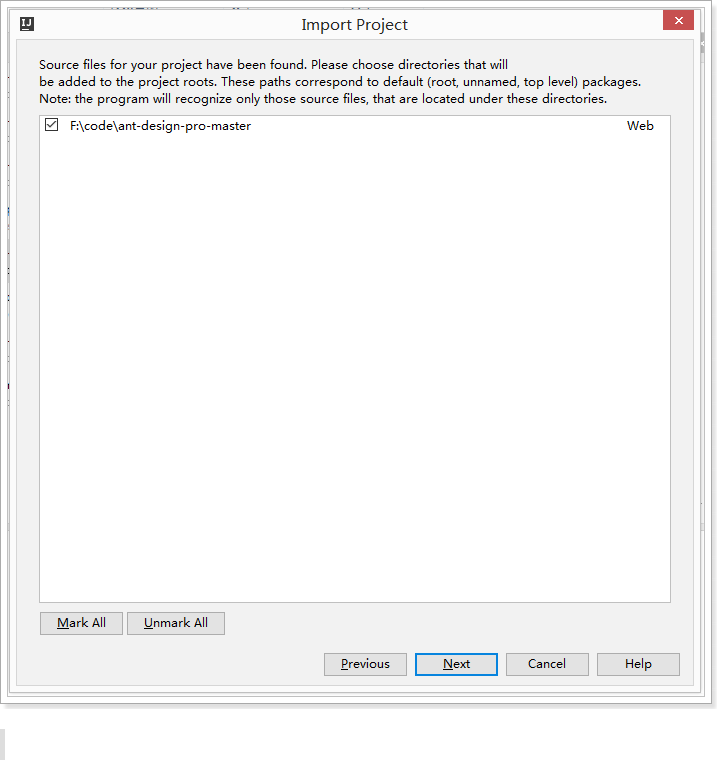 IJ
Import Project
Source files for your project have been found. Please choose directories that will
be added to the project roots. These paths correspond to default (root, unnamed, top level) packages.
Note: the program will recognize only those source files, that are located under these directories.
F:\code\ant-design-pro-master Web
Mark All Unmark All
Previous Next Cancel Help